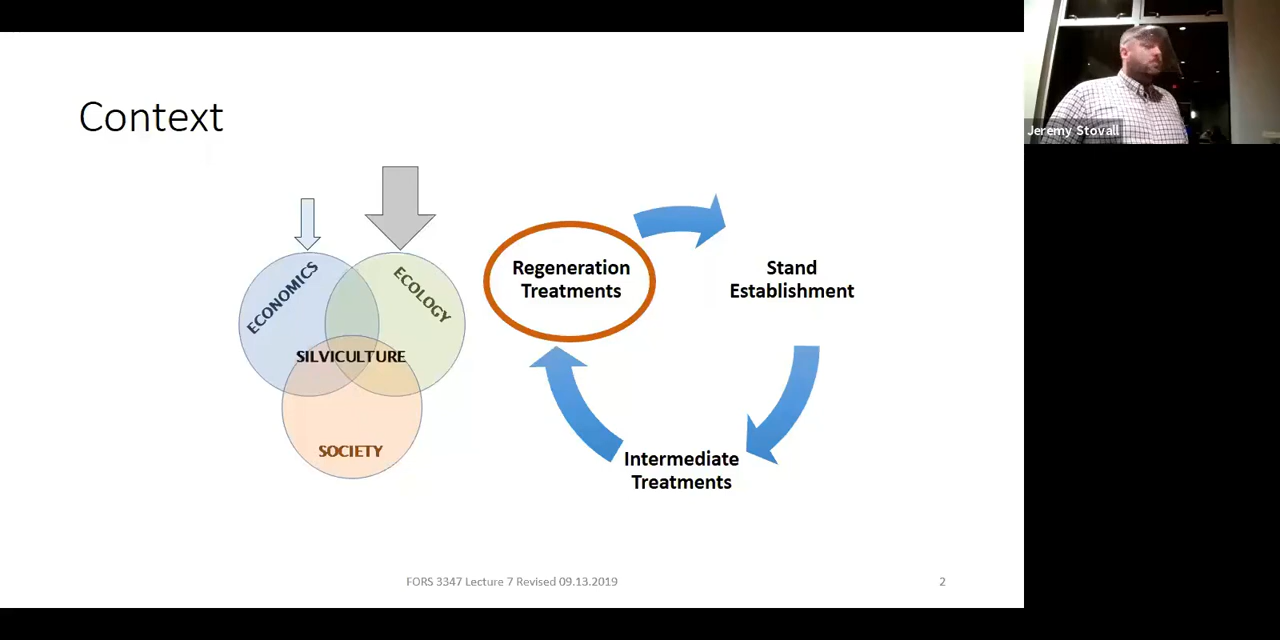 Context
ECONOMICS
ECOLOGY
SILVICULTURE
SOCIETY
Regeneration
Treatments
Stand
Establishment
Intermediate
Treatments
FORS 3347 Lecture 7 Revised 09.13.2019
2
Jeremy Stovall